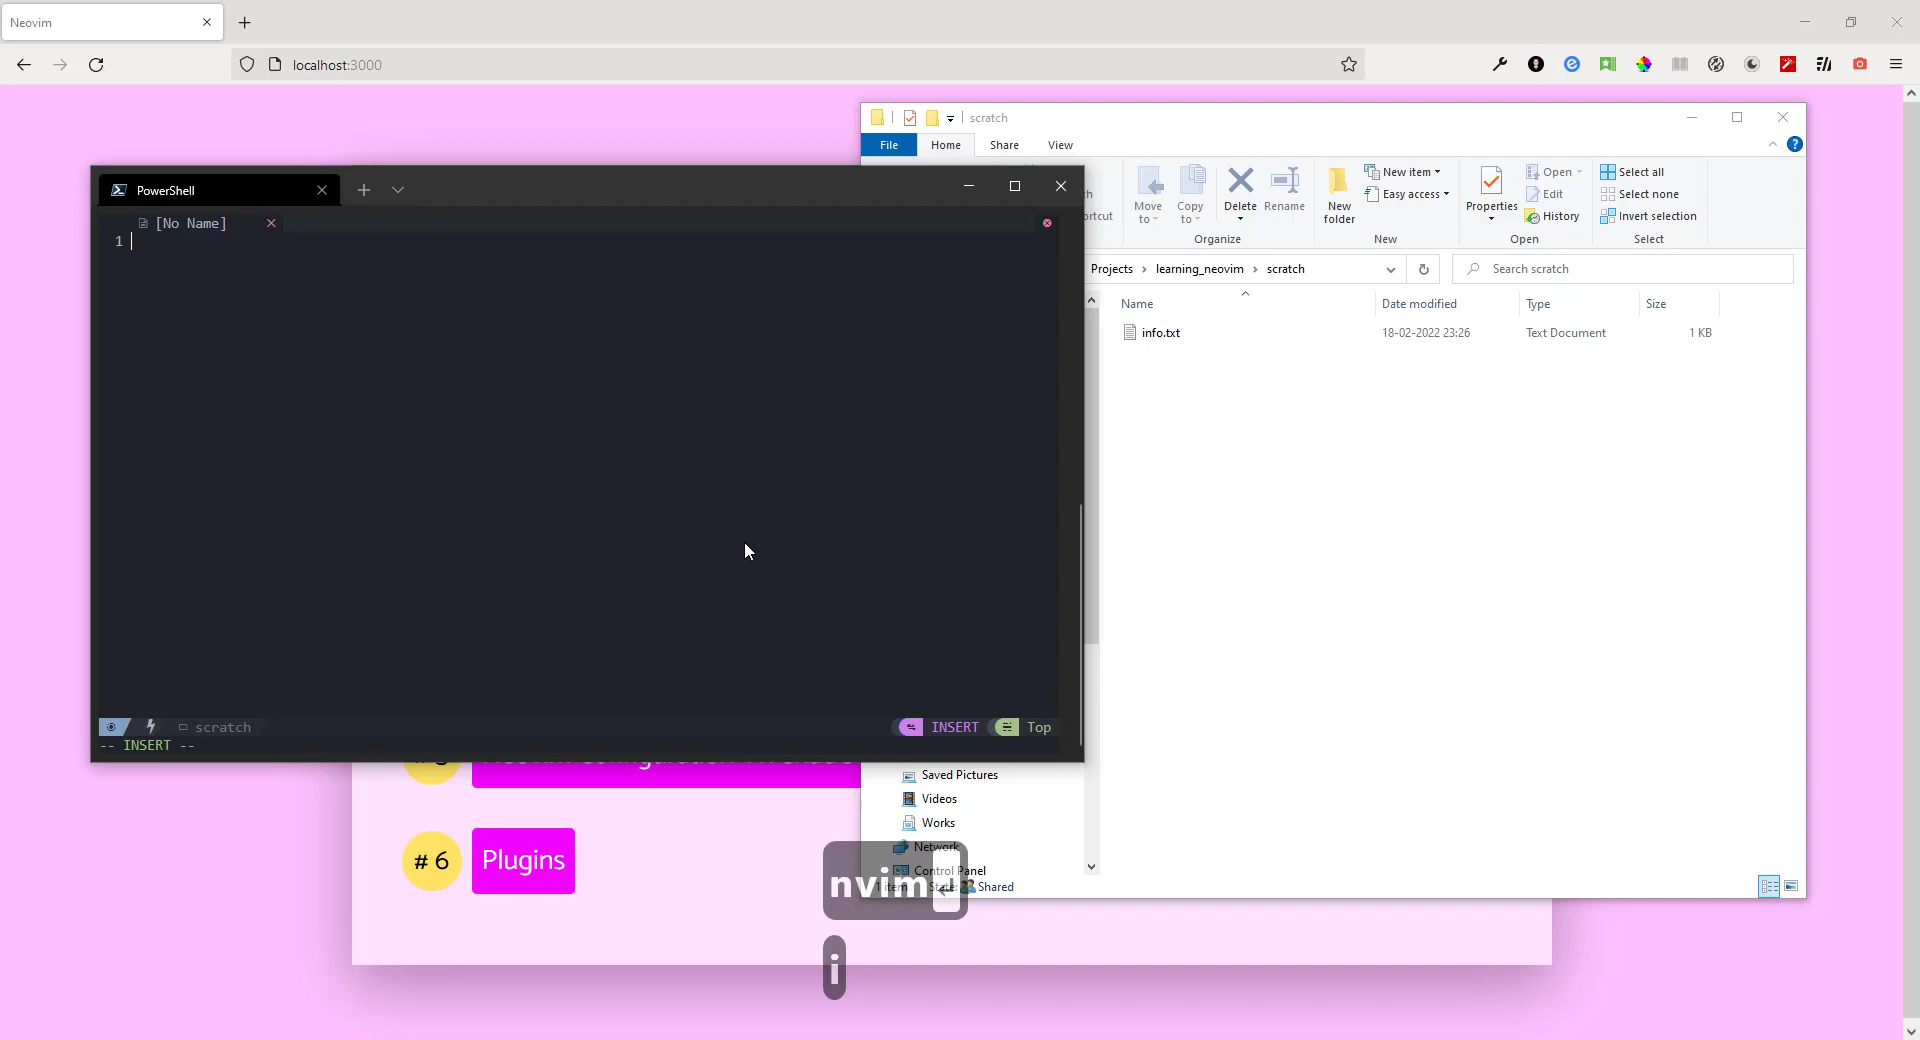 Neovim
localhost:3000
scratch
File Home Share View
PowerShell
[No Name]
1
scratch
INSERT Top
-- INSERT --
Move to
Copy to
Delete
Rename
Organize
New folder
New item
Easy access
New
Properties
Open
Edit
History
Open
Select all
Select none
Invert selection
Select
Projects > learning_neovim > scratch
Search scratch
Name Date modified Type Size
info.txt 18-02-2022 23:26 Text Document 1 KB
Saved Pictures
Videos
Works
Network
Control Panel
1 item State: Shared
# 6 Plugins
nvim
i